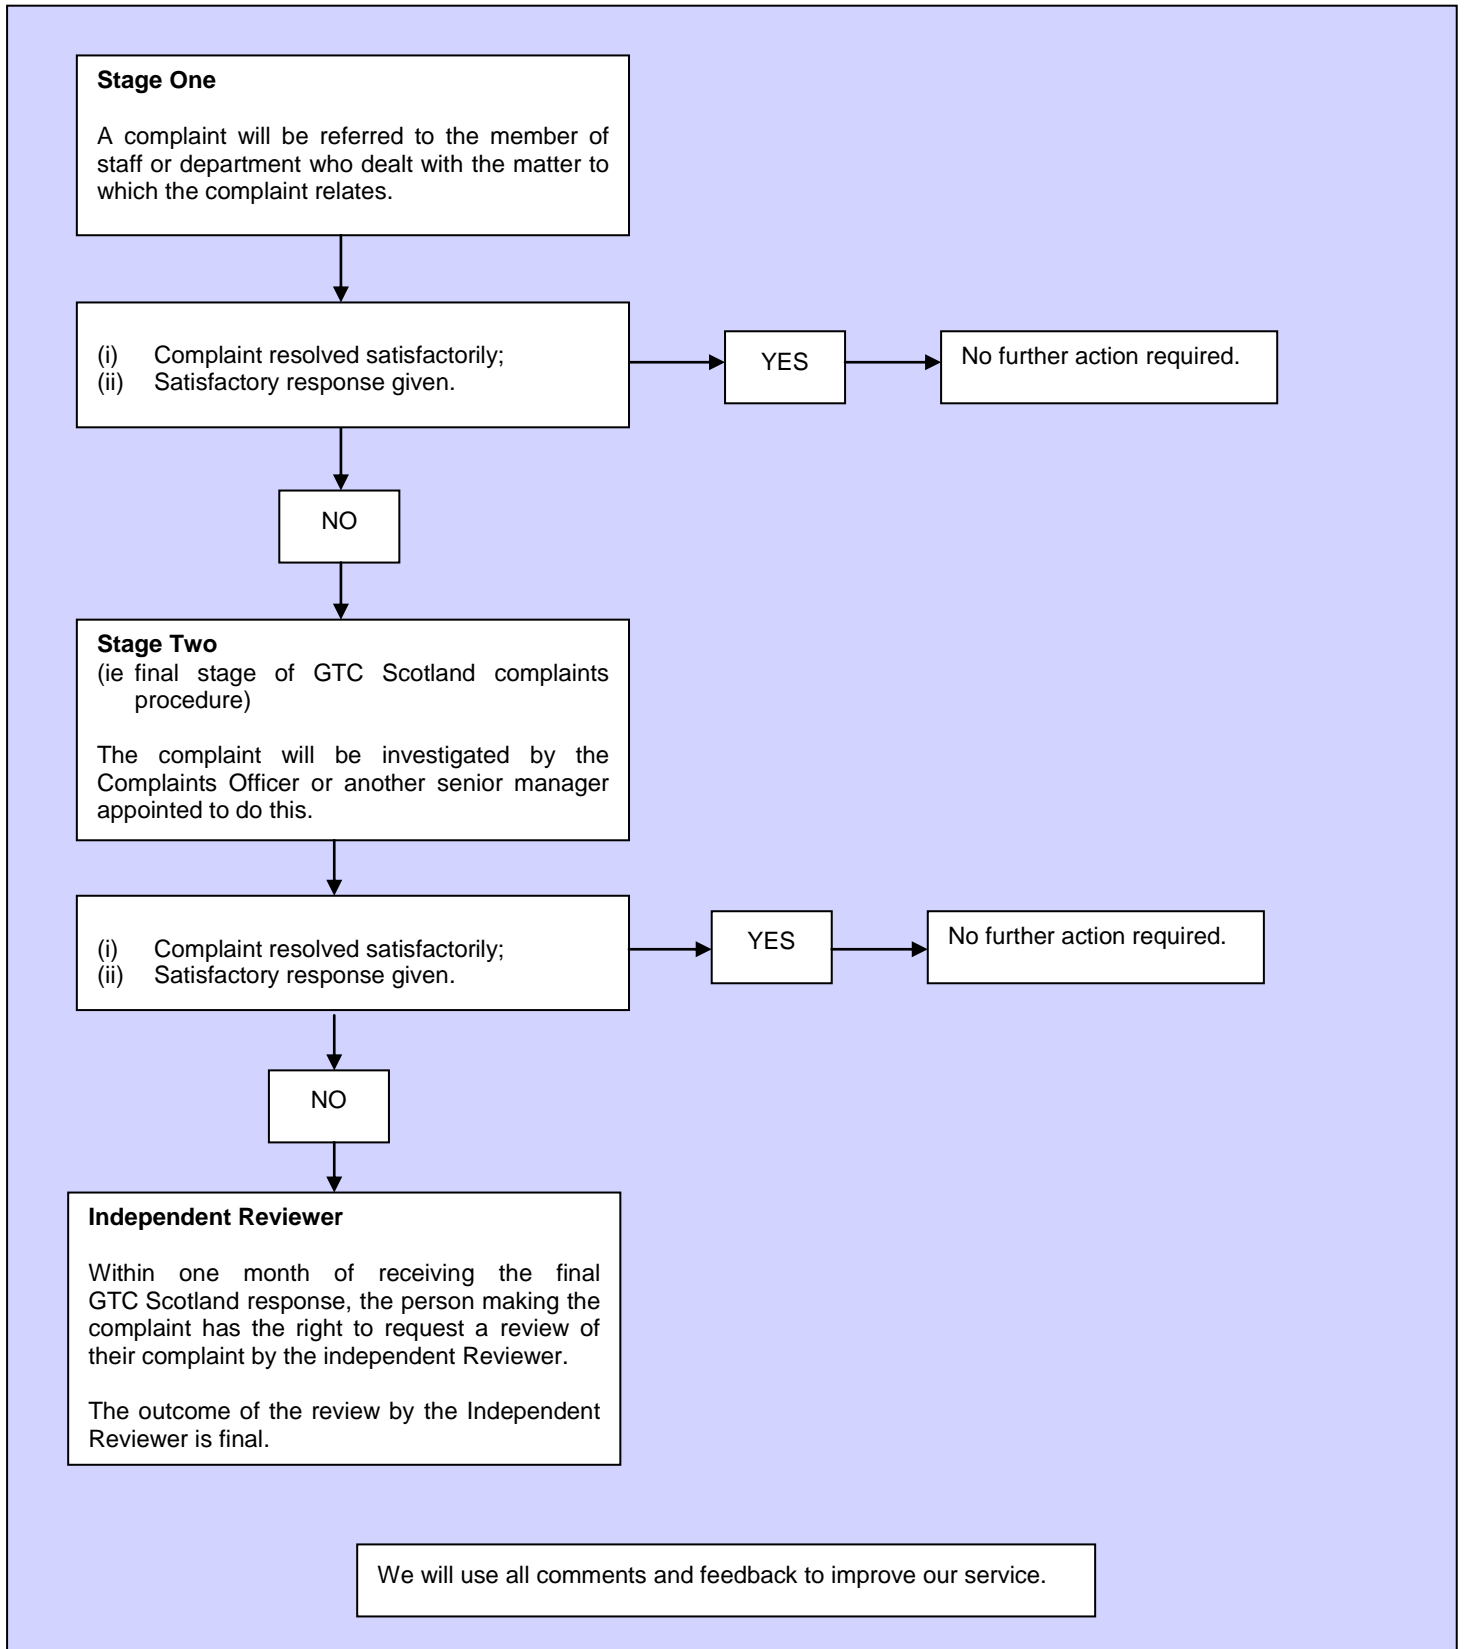 Stage One
A complaint will be referred to the member of
staff or department who dealt with the matter to
which the complaint relates.
(i) Complaint resolved satisfactorily;
(ii) Satisfactory response given.
YES
No further action required.
NO
Stage Two
(ie final stage of GTC Scotland complaints
procedure)
The complaint will be investigated by the
Complaints Officer or another senior manager
appointed to do this.
(i) Complaint resolved satisfactorily;
(ii) Satisfactory response given.
YES
No further action required.
NO
Independent Reviewer
Within one month of receiving the final
GTC Scotland response, the person making the
complaint has the right to request a review of
their complaint by the independent Reviewer.
The outcome of the review by the Independent
Reviewer is final.
We will use all comments and feedback to improve our service.